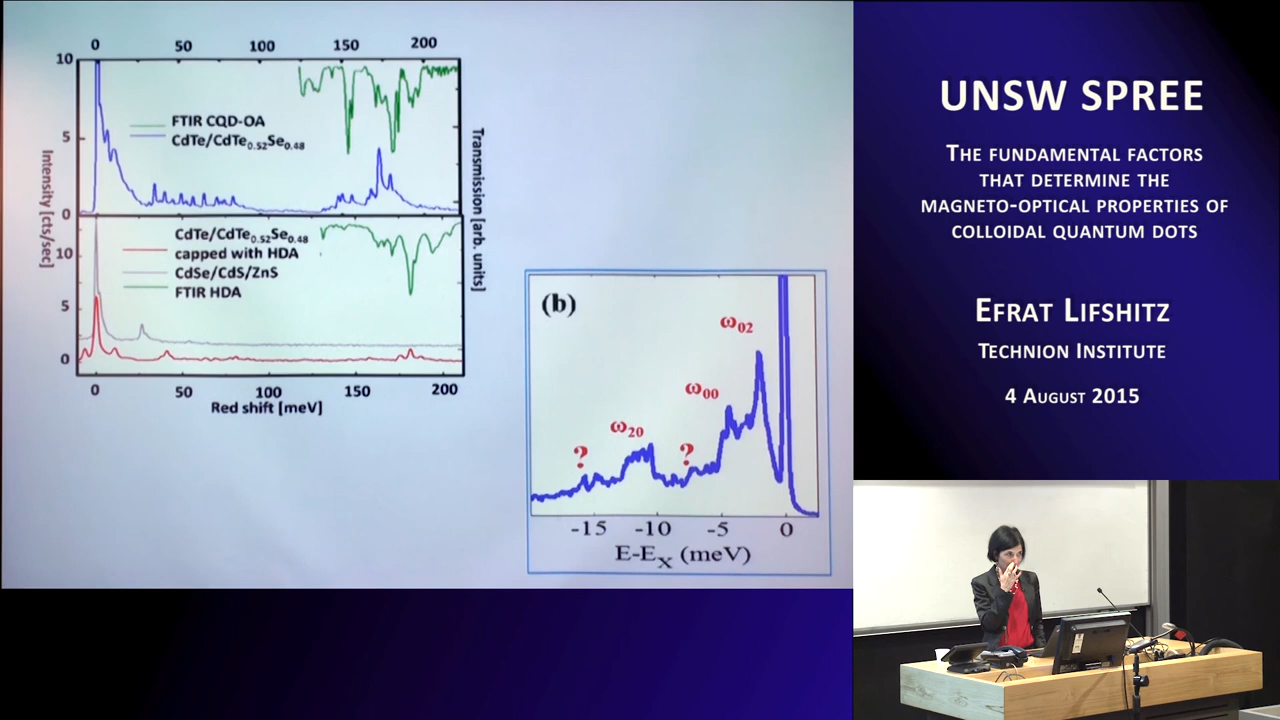 0 50 100 150 200
10
5
0
FTIR CQD-OA
CdTe/CdTe0.52Se0.48
Intensity [cts/sec]
Transmission [arb. units]
CdTe/CdTe0.52Se0.48
capped with HDA
CdSe/CdS/ZnS
FTIR HDA
10
5
0
0 50 100 150 200
Red shift [meV]
(b)
ω02
ω00
ω20
? ?
-15 -10 -5 0
E-EX (meV)
UNSW SPREE
THE FUNDAMENTAL FACTORS
THAT DETERMINE THE
MAGNETO-OPTICAL PROPERTIES OF
COLLOIDAL QUANTUM DOTS
EFRAT LIFSHITZ
TECHNION INSTITUTE
4 AUGUST 2015